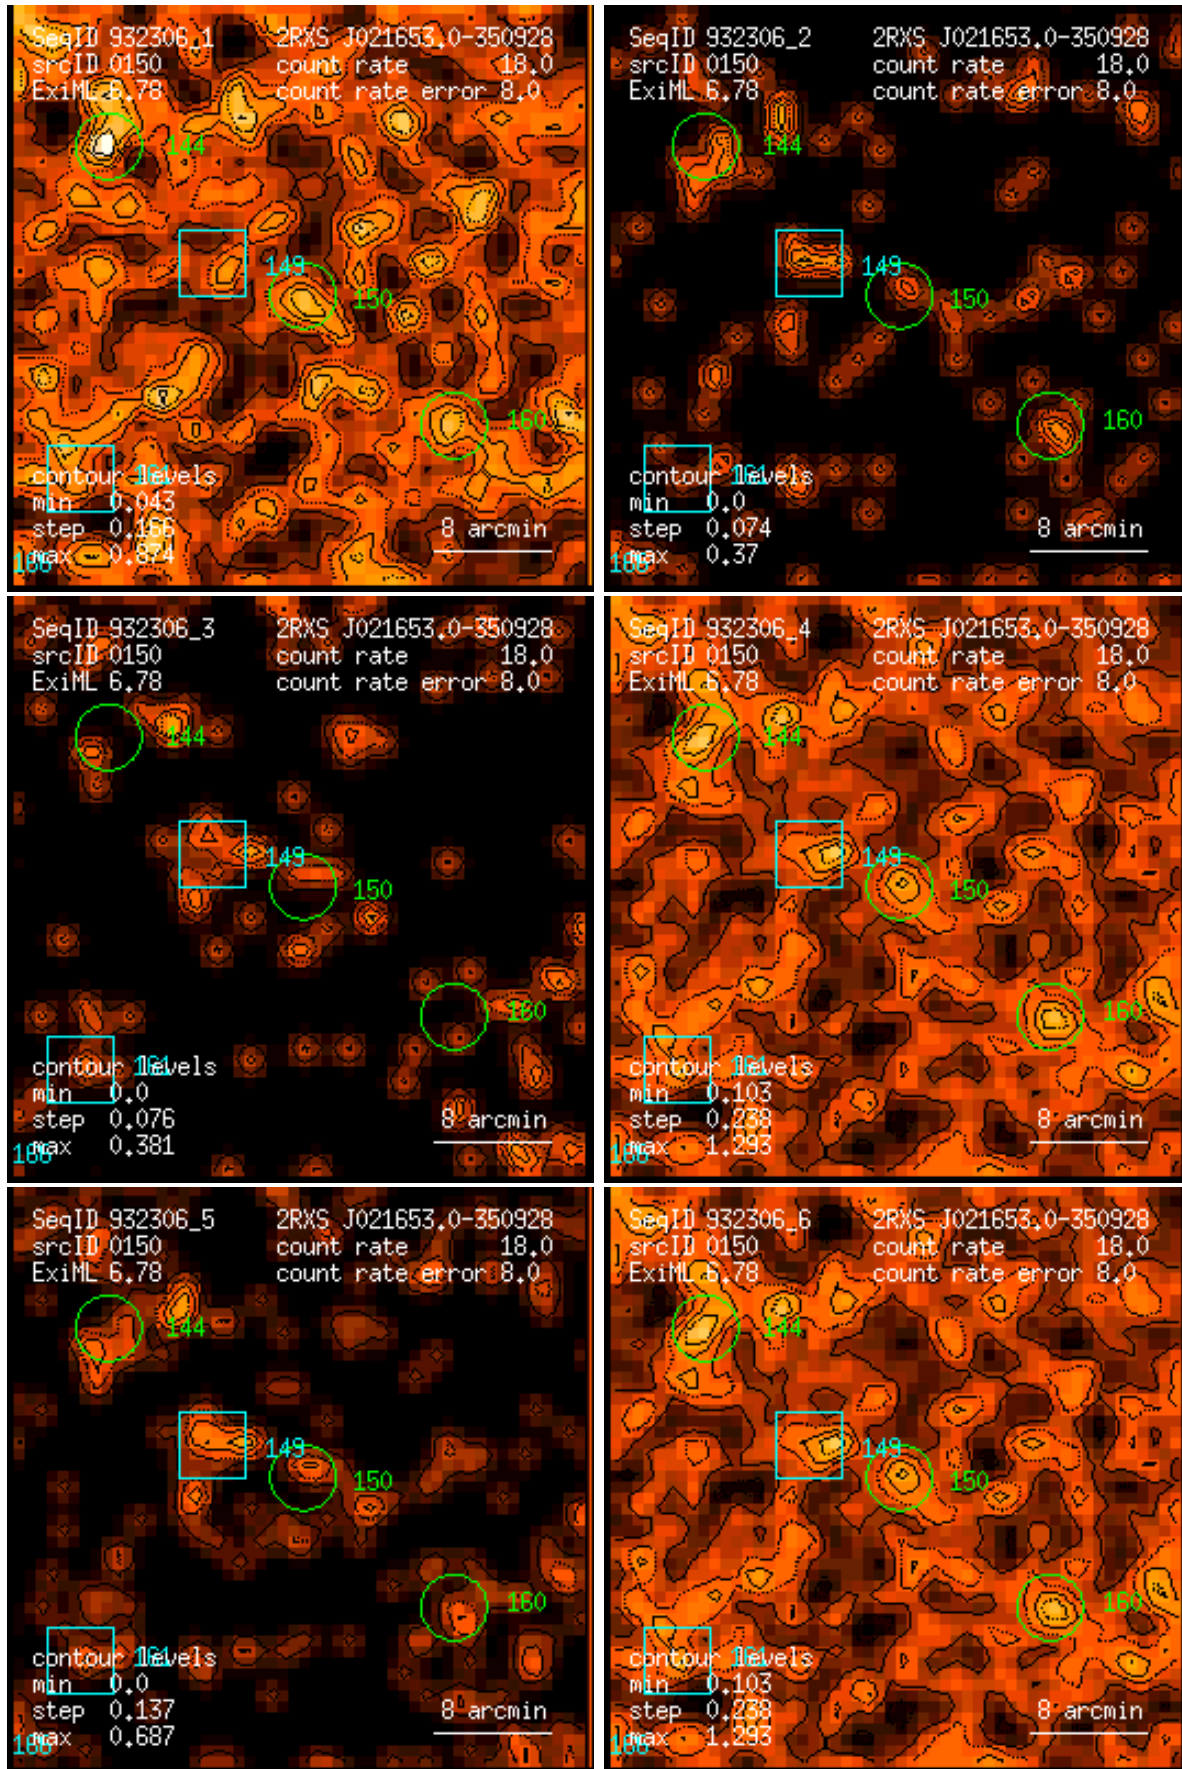 SeqID 932306_1 2RXS J021653.0-350928
srcID 0150 count rate 18.0
ExiML 6.78 count rate error 8.0
144
149
150
160
contour levels 161
min 0.043
step 0.166 8 arcmin
max 0.874
SeqID 932306_2 2RXS J021653.0-350928
srcID 0150 count rate 18.0
ExiML 6.78 count rate error 8.0
144
149
150
160
contour levels 161
min 0.0
step 0.074 8 arcmin
max 0.37
SeqID 932306_3 2RXS J021653.0-350928
srcID 0150 count rate 18.0
ExiML 6.78 count rate error 8.0
144
149
150
160
contour levels 161
min 0.0
step 0.076 8 arcmin
max 0.381
SeqID 932306_4 2RXS J021653.0-350928
srcID 0150 count rate 18.0
ExiML 6.78 count rate error 8.0
144
149
150
160
contour levels 161
min 0.103
step 0.238 8 arcmin
max 1.293
SeqID 932306_5 2RXS J021653.0-350928
srcID 0150 count rate 18.0
ExiML 6.78 count rate error 8.0
144
149
150
160
contour levels 161
min 0.0
step 0.137 8 arcmin
max 0.687
SeqID 932306_6 2RXS J021653.0-350928
srcID 0150 count rate 18.0
ExiML 6.78 count rate error 8.0
144
149
150
160
contour levels 161
min 0.103
step 0.238 8 arcmin
max 1.293